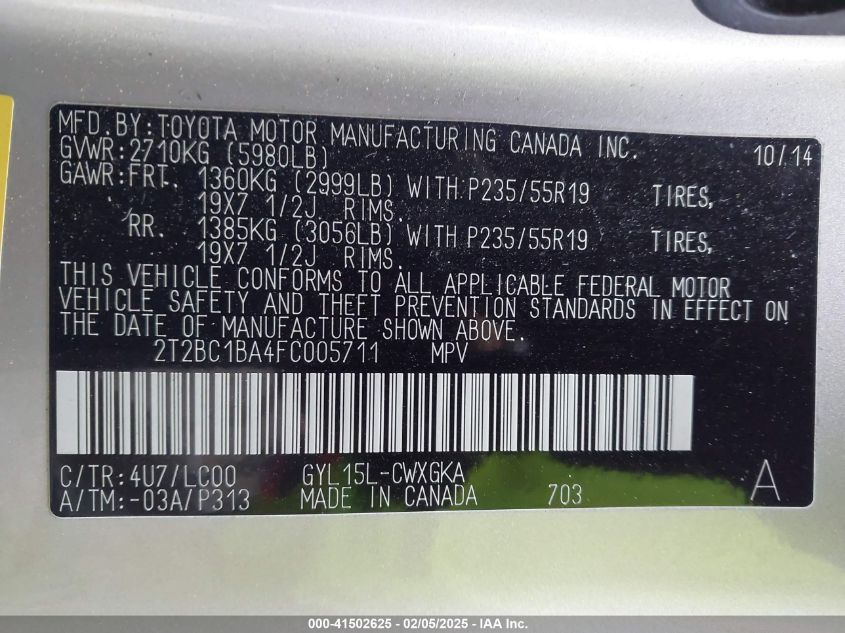 MFD.BY:TOYOTA MOTOR MANUFACTURING CANADA INC.
GVWR:2710KG (5980LB) 10/14
GAWR:FRT. 1360KG (2999LB) WITH P235/55R19 TIRES,
19X7 1/2J RIMS.
RR. 1385KG (3056LB) WITH P235/55R19 TIRES,
19X7 1/2J RIMS.
THIS VEHICLE CONFORMS TO ALL APPLICABLE FEDERAL MOTOR
VEHICLE SAFETY AND THEFT PREVENTION STANDARDS IN EFFECT ON
THE DATE OF MANUFACTURE SHOWN ABOVE.
2T2BC1BA4FC005711 MPV
C/TR:4U7/LC00 GYL15L-CWXGKA
A/TM:-03A/P313 MADE IN CANADA 703 A
000-41502625 - 02/05/2025 - IAA Inc.